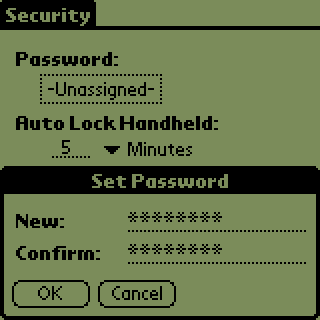 Security
Password:
-Unassigned-
Auto Lock Handheld:
5 Minutes
Set Password
New: ********
Confirm: ********
OK Cancel